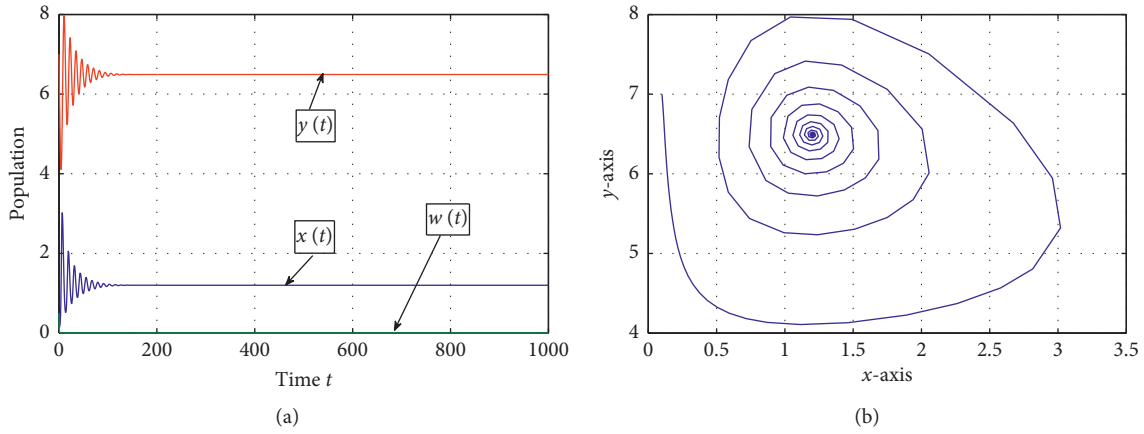 8
6
4
2
0
Population
y (t)
x (t)
w (t)
0 200 400 600 800 1000
Time t
(a)
8
7
6
5
4
y-axis
0 0.5 1 1.5 2 2.5 3 3.5
x-axis
(b)